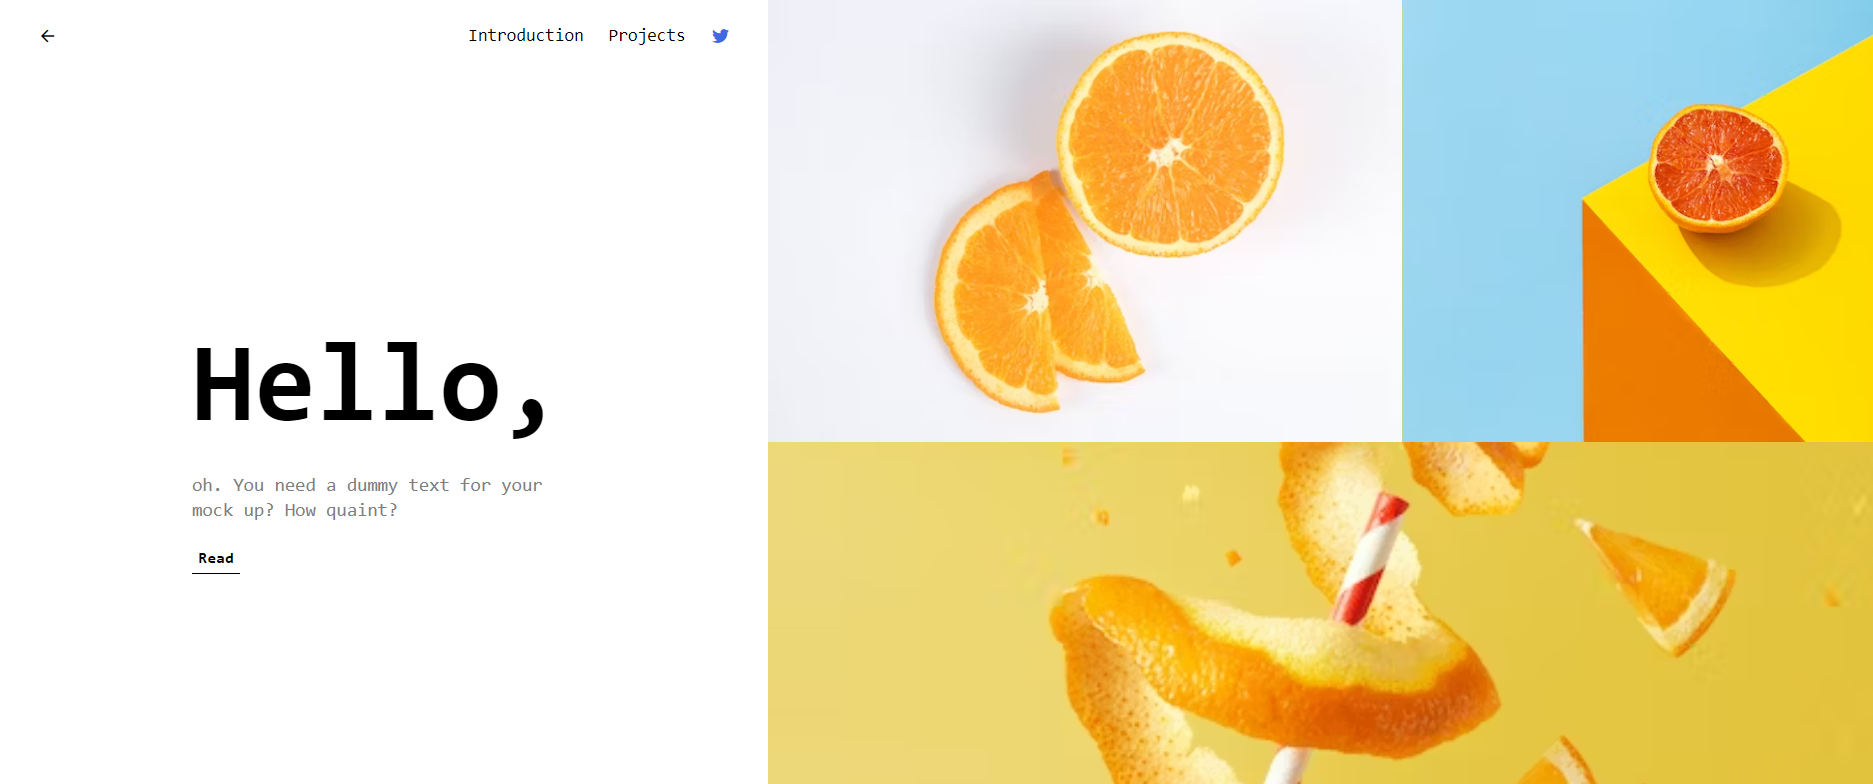 Introduction Projects
Hello,
oh. You need a dummy text for your
mock up? How quaint?
Read